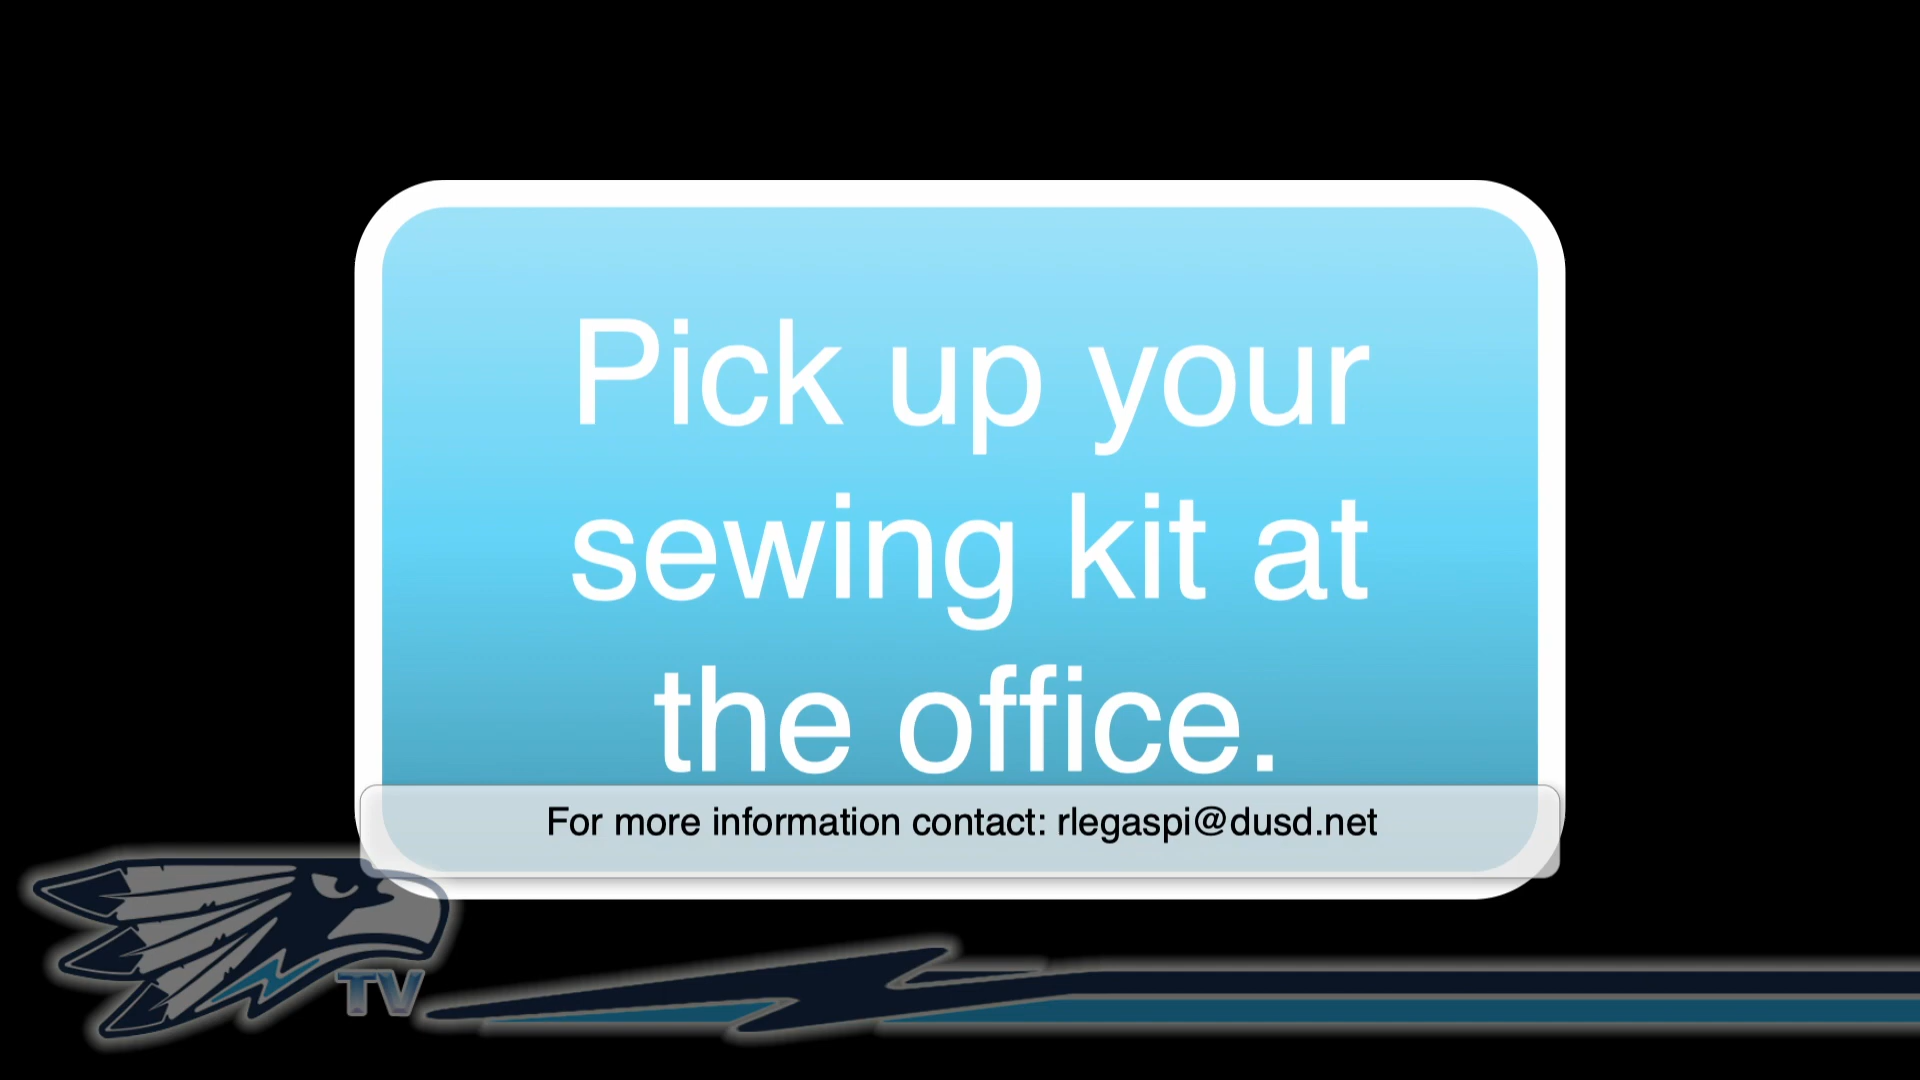 Pick up your
sewing kit at
the office.
For more information contact: rlegaspi@dusd.net
TV